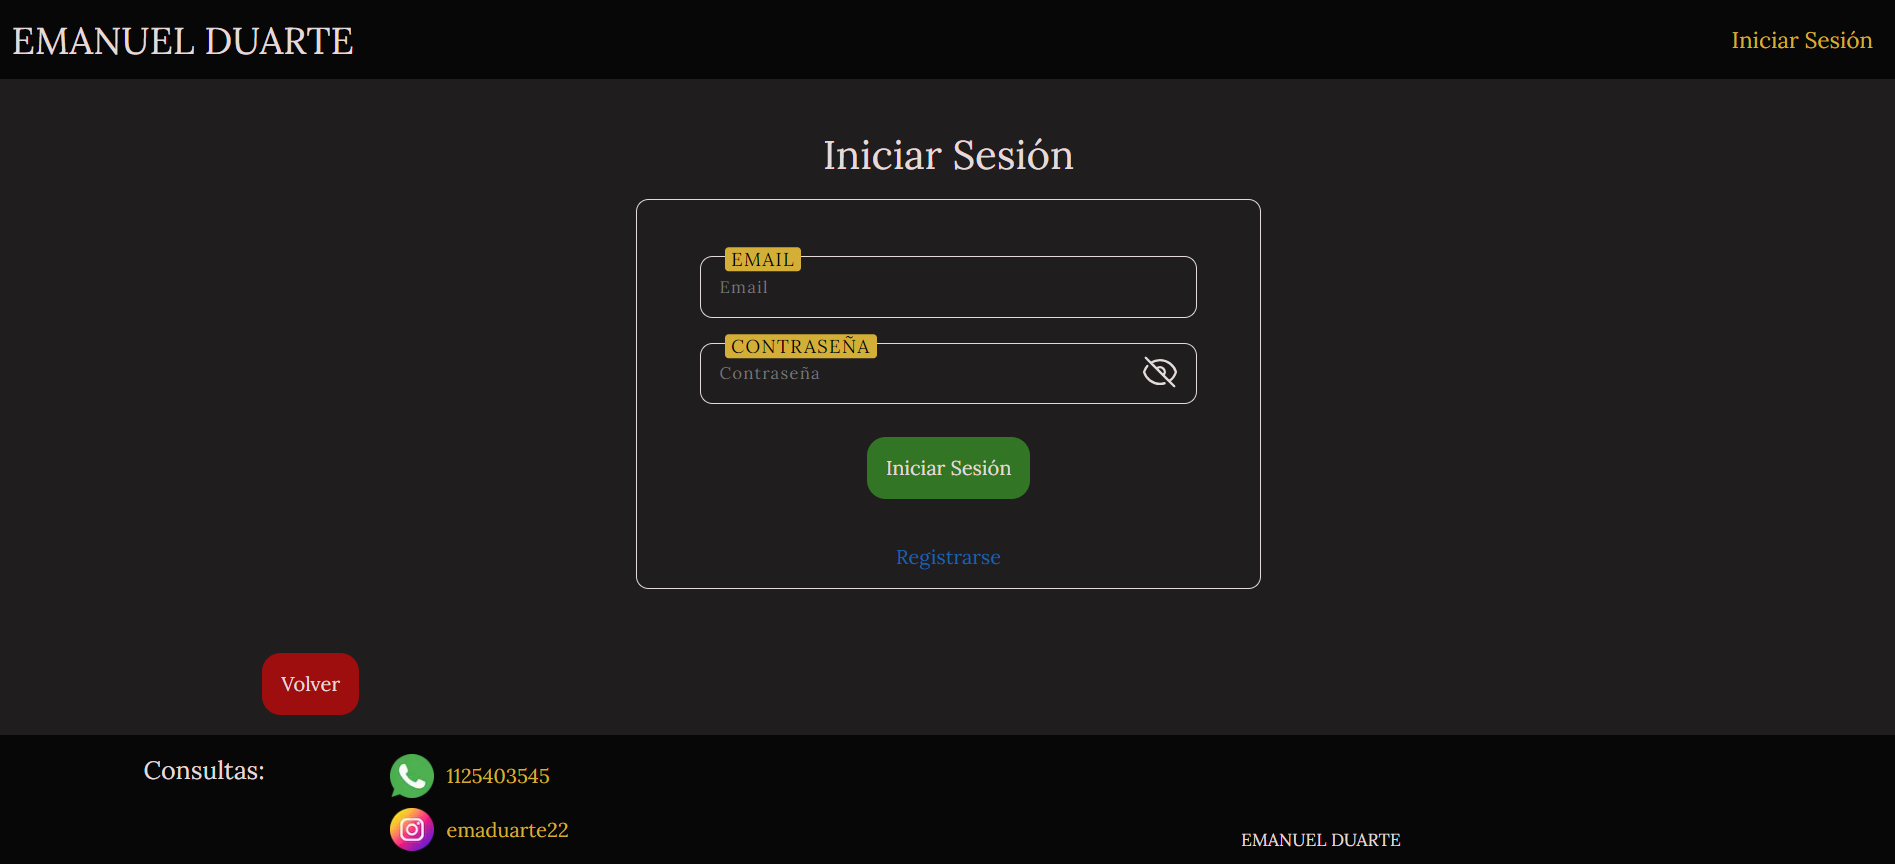 EMANUEL DUARTE
Iniciar Sesión
Iniciar Sesión
EMAIL
Email
CONTRASEÑA
Contraseña
Iniciar Sesión
Registrarse
Volver
Consultas:
1125403545
emaduarte22
EMANUEL DUARTE